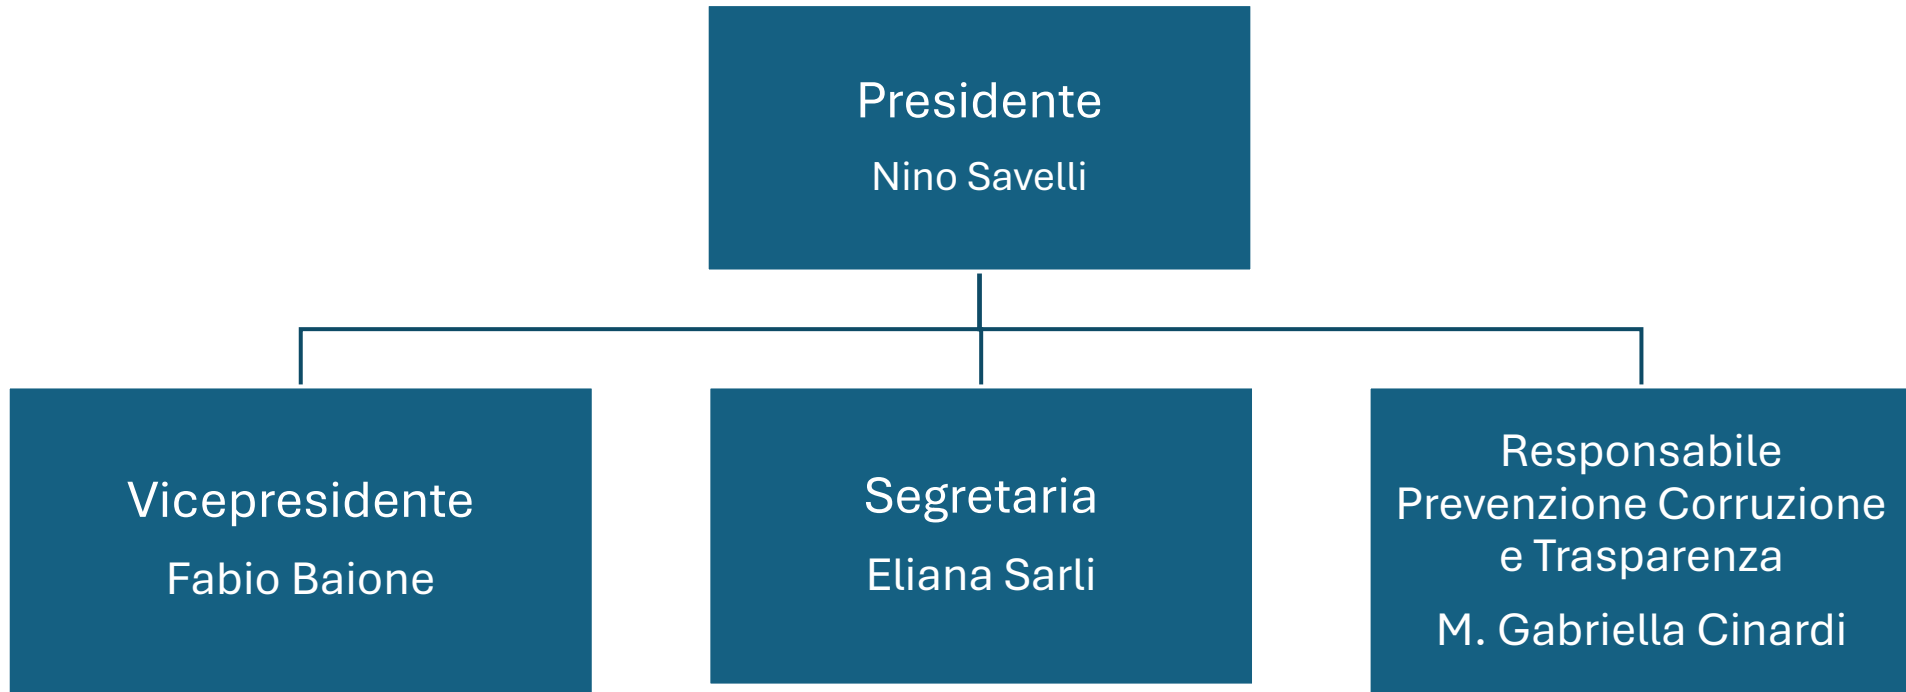 Presidente
Nino Savelli
Vicepresidente
Fabio Baione
Segretaria
Eliana Sarli
Responsabile
Prevenzione Corruzione
e Trasparenza
M. Gabriella Cinardi